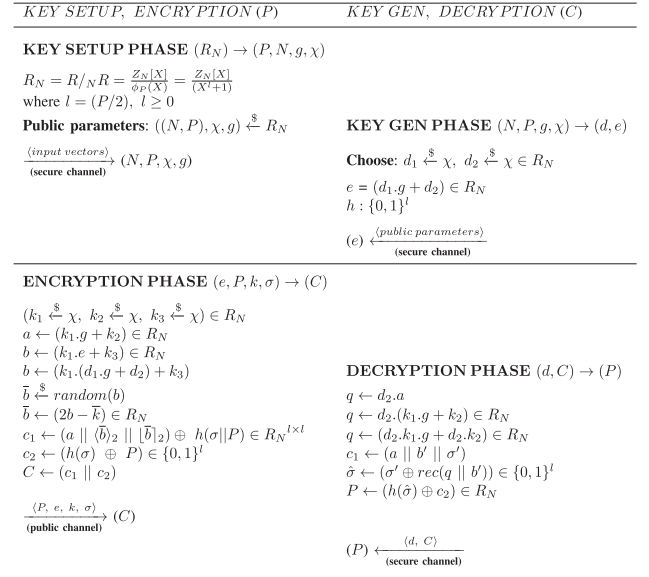 KEY SETUP, ENCRYPTION (P) KEY GEN, DECRYPTION (C)
KEY SETUP PHASE (R_N) → (P, N, g, χ)
R_N = R/_N R = Z_N[X]/ϕ_P(X) = Z_N[X]/(X^l+1)
where l = (P/2), l ≥ 0
Public parameters: ((N, P), χ, g) ←$ R_N
⟨input vectors⟩ → (N, P, χ, g)
(secure channel)
KEY GEN PHASE (N, P, g, χ) → (d, e)
Choose: d_1 ←$ χ, d_2 ←$ χ ∈ R_N
e = (d_1.g + d_2) ∈ R_N
h : {0, 1}^l
(e) ← ⟨public parameters⟩
(secure channel)
ENCRYPTION PHASE (e, P, k, σ) → (C)
(k_1 ←$ χ, k_2 ←$ χ, k_3 ←$ χ) ∈ R_N
a ← (k_1.g + k_2) ∈ R_N
b ← (k_1.e + k_3) ∈ R_N
b ← (k_1.(d_1.g + d_2) + k_3)
b̅ ←$ random(b)
b̅ ← (2b − k̅) ∈ R_N
c_1 ← (a || ⟨b̅⟩_2 || ⌊b̅⌉_2) ⊕ h(σ||P) ∈ R_N^{l×l}
c_2 ← (h(σ) ⊕ P) ∈ {0, 1}^l
C ← (c_1 || c_2)
⟨P, e, k, σ⟩ → (C)
(public channel)
DECRYPTION PHASE (d, C) → (P)
q ← d_2.a
q ← d_2.(k_1.g + k_2) ∈ R_N
q ← (d_2.k_1.g + d_2.k_2) ∈ R_N
c_1 ← (a || b′ || σ′)
σ̂ ← (σ′ ⊕ rec(q || b′)) ∈ {0, 1}^l
P ← (h(σ̂) ⊕ c_2) ∈ R_N
(P) ← ⟨d, C⟩
(secure channel)